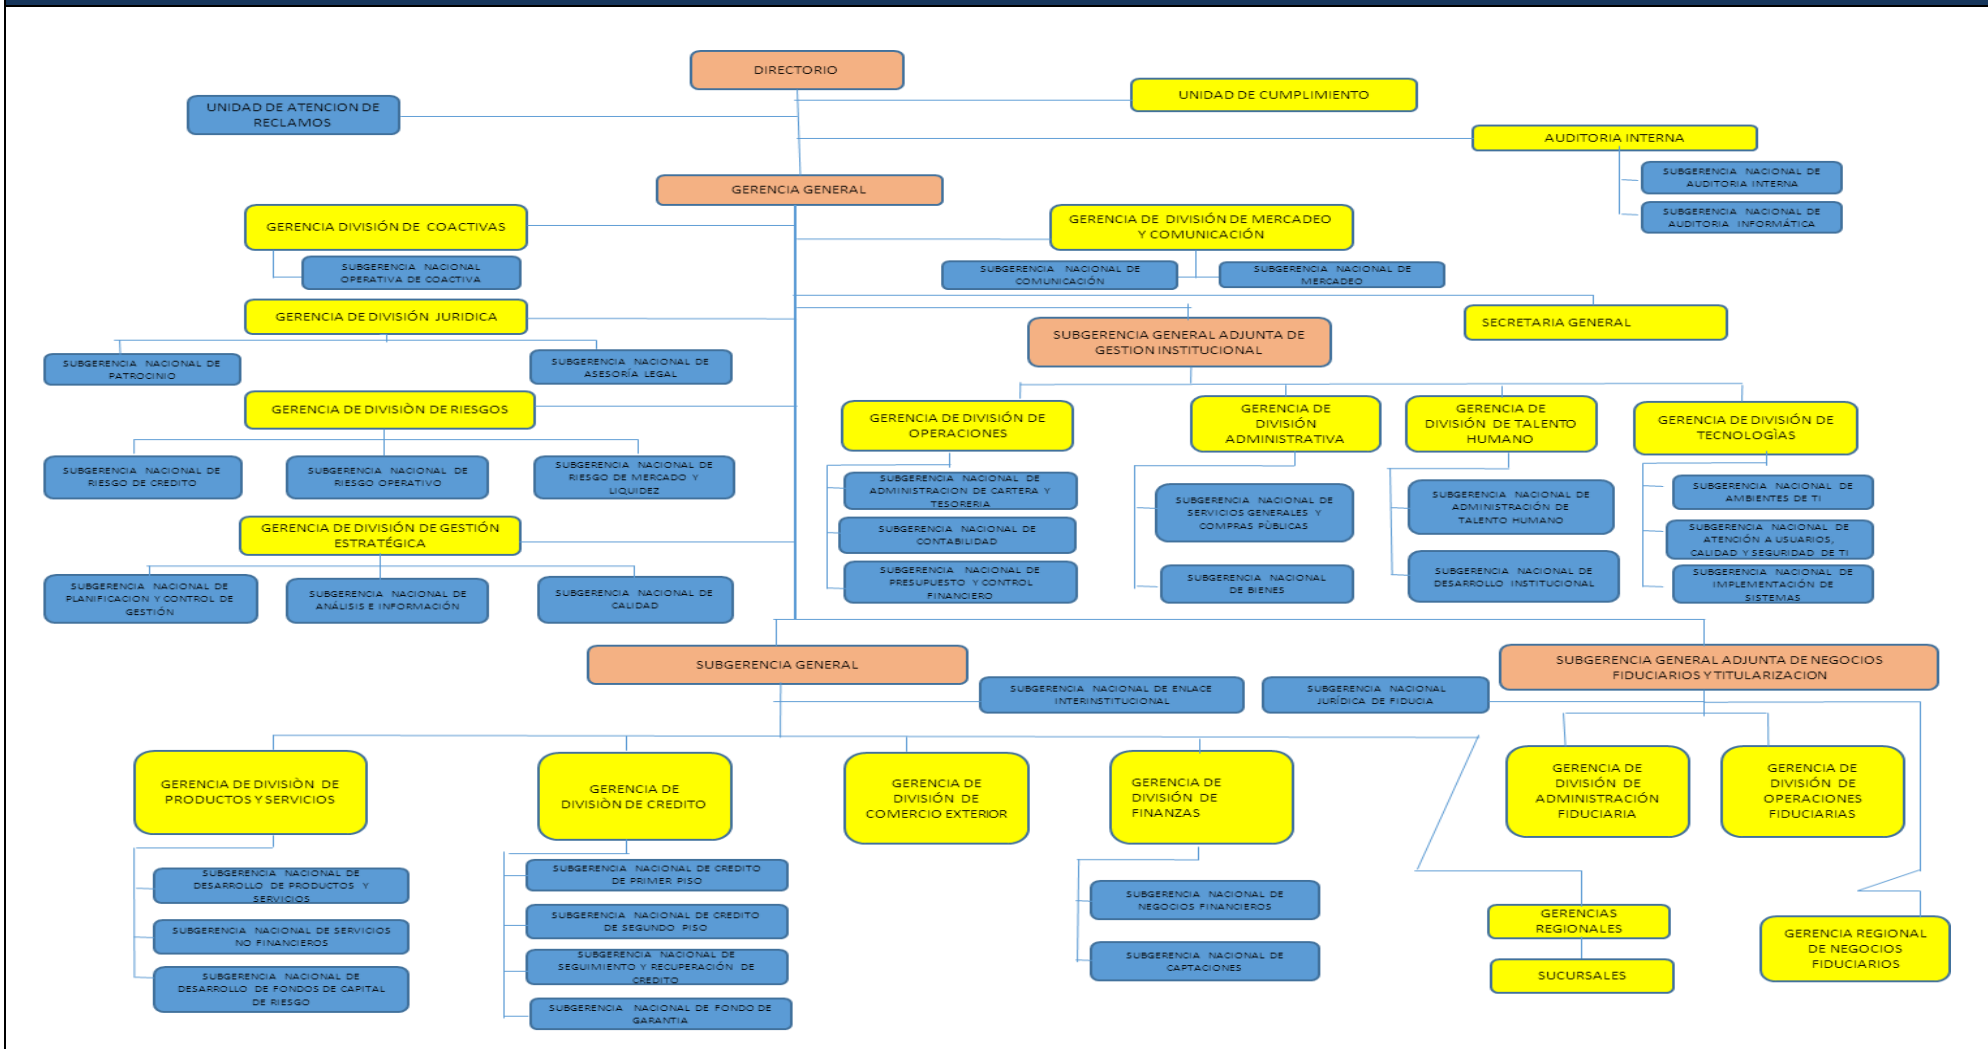 DIRECTORIO
UNIDAD DE CUMPLIMIENTO
UNIDAD DE ATENCION DE
RECLAMOS
AUDITORIA INTERNA
SUBGERENCIA NACIONAL DE
AUDITORIA INTERNA
SUBGERENCIA NACIONAL DE
AUDITORIA INFORMÁTICA
GERENCIA GENERAL
GERENCIA DIVISIÓN DE COACTIVAS
SUBGERENCIA NACIONAL
OPERATIVA DE COACTIVA
GERENCIA DE DIVISIÓN DE MERCADEO
Y COMUNICACIÓN
SUBGERENCIA NACIONAL DE
COMUNICACIÓN
SUBGERENCIA NACIONAL DE
MERCADEO
GERENCIA DE DIVISIÓN JURIDICA
SUBGERENCIA NACIONAL DE
PATROCINIO
SUBGERENCIA NACIONAL DE
ASESORÍA LEGAL
SECRETARIA GENERAL
SUBGERENCIA GENERAL ADJUNTA DE
GESTION INSTITUCIONAL
GERENCIA DE DIVISIÒN DE RIESGOS
SUBGERENCIA NACIONAL DE
RIESGO DE CREDITO
SUBGERENCIA NACIONAL DE
RIESGO OPERATIVO
SUBGERENCIA NACIONAL DE
RIESGO DE MERCADO Y
LIQUIDEZ
GERENCIA DE DIVISIÓN DE
OPERACIONES
SUBGERENCIA NACIONAL DE
ADMINISTRACION DE CARTERA Y
TESORERIA
SUBGERENCIA NACIONAL DE
CONTABILIDAD
SUBGERENCIA NACIONAL DE
PRESUPUESTO Y CONTROL
FINANCIERO
GERENCIA DE
DIVISIÓN
ADMINISTRATIVA
SUBGERENCIA NACIONAL DE
SERVICIOS GENERALES Y
COMPRAS PÙBLICAS
SUBGERENCIA NACIONAL
DE BIENES
GERENCIA DE
DIVISIÓN DE TALENTO
HUMANO
SUBGERENCIA NACIONAL DE
ADMINISTRACIÓN DE
TALENTO HUMANO
SUBGERENCIA NACIONAL DE
DESARROLLO INSTITUCIONAL
GERENCIA DE DIVISIÓN DE
TECNOLOGÌAS
SUBGERENCIA NACIONAL DE
AMBIENTES DE TI
SUBGERENCIA NACIONAL DE
ATENCIÓN A USUARIOS,
CALIDAD Y SEGURIDAD DE TI
SUBGERENCIA NACIONAL DE
IMPLEMENTACIÓN DE
SISTEMAS
GERENCIA DE DIVISIÓN DE GESTIÓN
ESTRATÉGICA
SUBGERENCIA NACIONAL DE
PLANIFICACION Y CONTROL DE
GESTIÓN
SUBGERENCIA NACIONAL DE
ANÁLISIS E INFORMACIÓN
SUBGERENCIA NACIONAL DE
CALIDAD
SUBGERENCIA GENERAL
SUBGERENCIA NACIONAL DE ENLACE
INTERINSTITUCIONAL
SUBGERENCIA GENERAL ADJUNTA DE NEGOCIOS
FIDUCIARIOS Y TITULARIZACION
SUBGERENCIA NACIONAL
JURÍDICA DE FIDUCIA
GERENCIA DE DIVISIÒN DE
PRODUCTOS Y SERVICIOS
SUBGERENCIA NACIONAL DE
DESARROLLO DE PRODUCTOS Y
SERVICIOS
SUBGERENCIA NACIONAL DE SERVICIOS
NO FINANCIEROS
SUBGERENCIA NACIONAL DE
DESARROLLO DE FONDOS DE CAPITAL
DE RIESGO
GERENCIA DE
DIVISIÒN DE CREDITO
SUBGERENCIA NACIONAL DE CREDITO
DE PRIMER PISO
SUBGERENCIA NACIONAL DE CREDITO
DE SEGUNDO PISO
SUBGERENCIA NACIONAL DE
SEGUIMIENTO Y RECUPERACIÓN DE
CREDITO
SUBGERENCIA NACIONAL DE FONDO DE
GARANTIA
GERENCIA DE
DIVISIÓN DE
COMERCIO EXTERIOR
GERENCIA DE
DIVISIÓN DE
FINANZAS
SUBGERENCIA NACIONAL DE
NEGOCIOS FINANCIEROS
SUBGERENCIA NACIONAL DE
CAPTACIONES
GERENCIAS
REGIONALES
SUCURSALES
GERENCIA DE
DIVISIÓN DE
ADMINISTRACIÓN
FIDUCIARIA
GERENCIA DE
DIVISIÓN DE
OPERACIONES
FIDUCIARIAS
GERENCIA REGIONAL
DE NEGOCIOS
FIDUCIARIOS